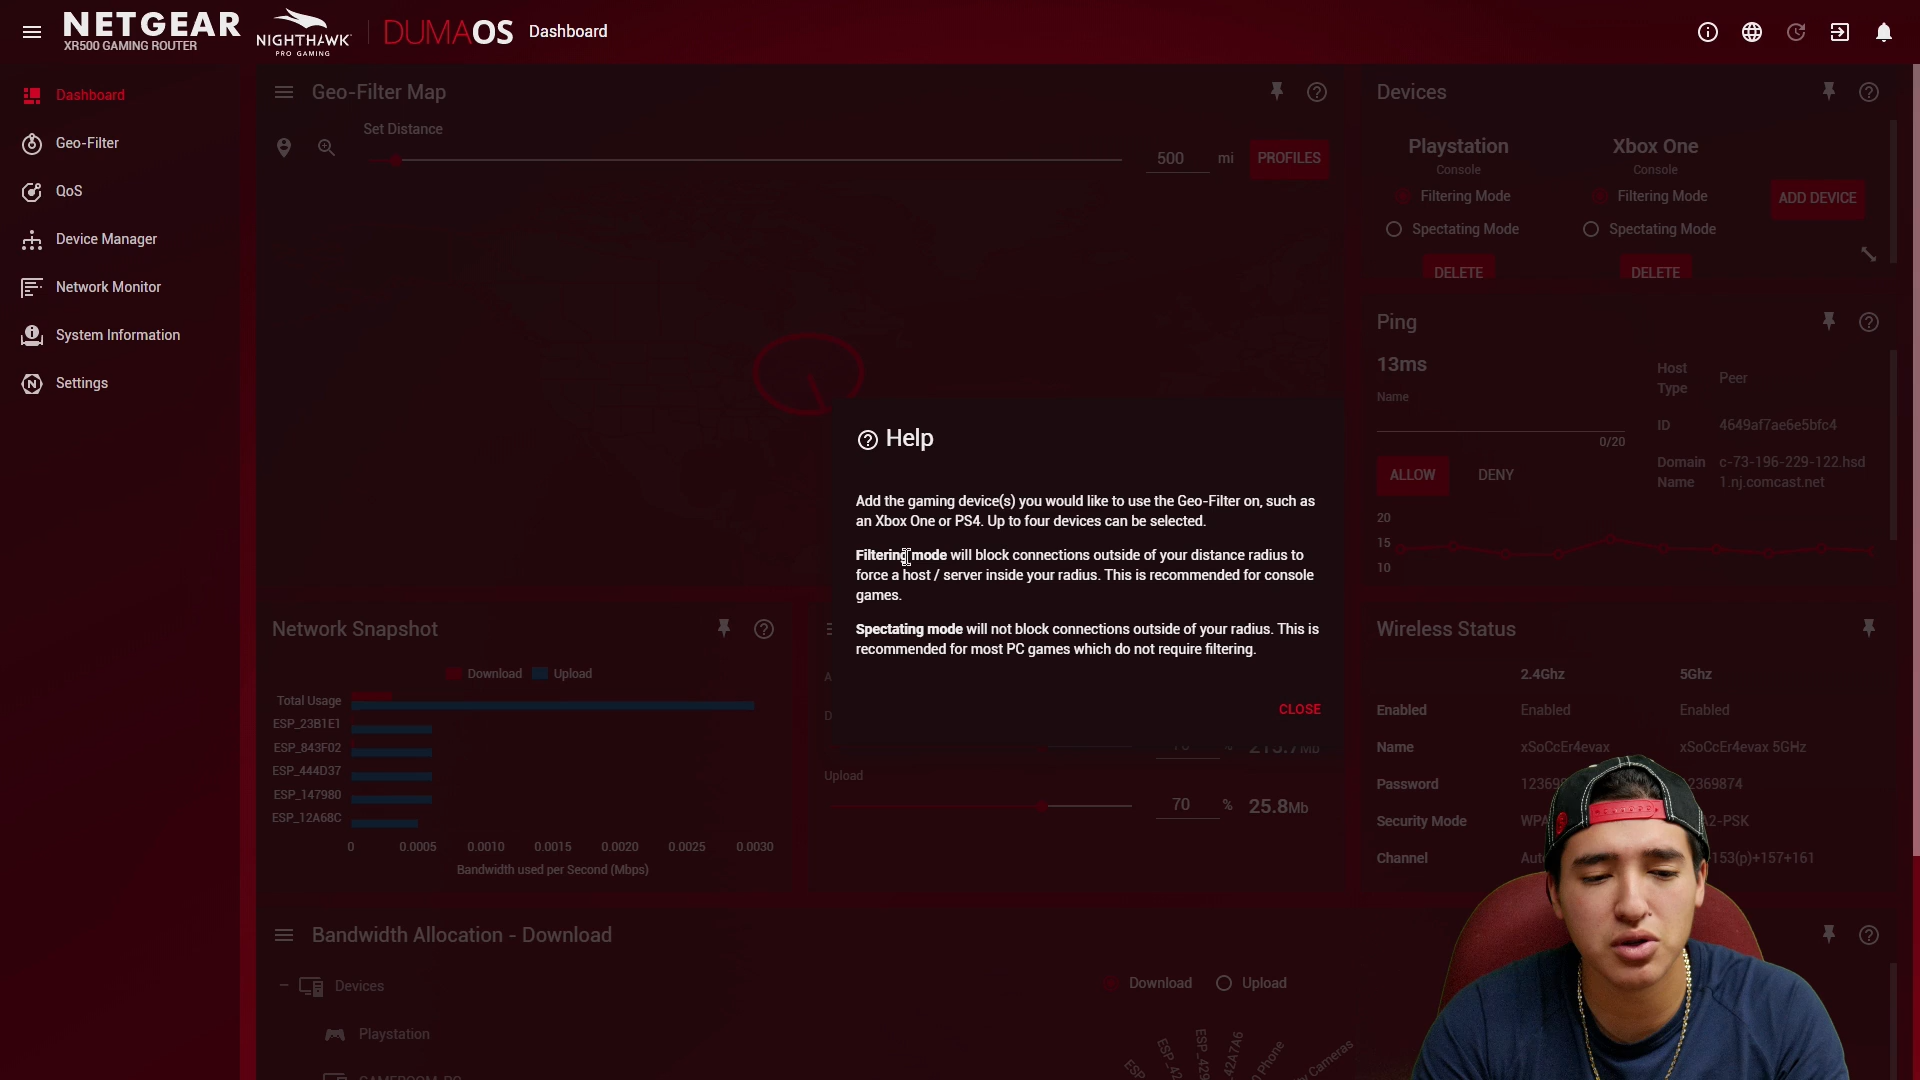 NETGEAR
XR500 GAMING ROUTER
NIGHTHAWK
PRO GAMING
DUMAOS
Dashboard
Dashboard
Geo-Filter
QoS
Device Manager
Network Monitor
System Information
Settings
Geo-Filter Map
Set Distance
500 mi PROFILES
Devices
Playstation Xbox One
Console Console
Filtering Mode Filtering Mode
ADD DEVICE
Spectating Mode Spectating Mode
DELETE DELETE
Ping
13ms
Name
0/20
ALLOW DENY
Host Type Peer
ID 4649af7ae6e5bfc4
Domain Name c-73-196-229-122.hsd
1.nj.comcast.net
20
15
10
Help
Add the gaming device(s) you would like to use the Geo-Filter on, such as
an Xbox One or PS4. Up to four devices can be selected.
Filtering mode will block connections outside of your distance radius to
force a host / server inside your radius. This is recommended for console
games.
Spectating mode will not block connections outside of your radius. This is
recommended for most PC games which do not require filtering.
CLOSE
Network Snapshot
Download Upload
Total Usage
ESP_23B1E1
ESP_843F02
ESP_444D37
ESP_147980
ESP_12A68C
0 0.0005 0.0010 0.0015 0.0020 0.0025 0.0030
Bandwidth used per Second (Mbps)
A
D
Upload
70 % 25.8Mb
Wireless Status
2.4Ghz 5Ghz
Enabled Enabled Enabled
Name xSoCcEr4evax xSoCcEr4evax 5GHz
Password
Security Mode
Channel 153(p)+157+161
Bandwidth Allocation - Download
Devices
Playstation
Download Upload
Phone
Cameras